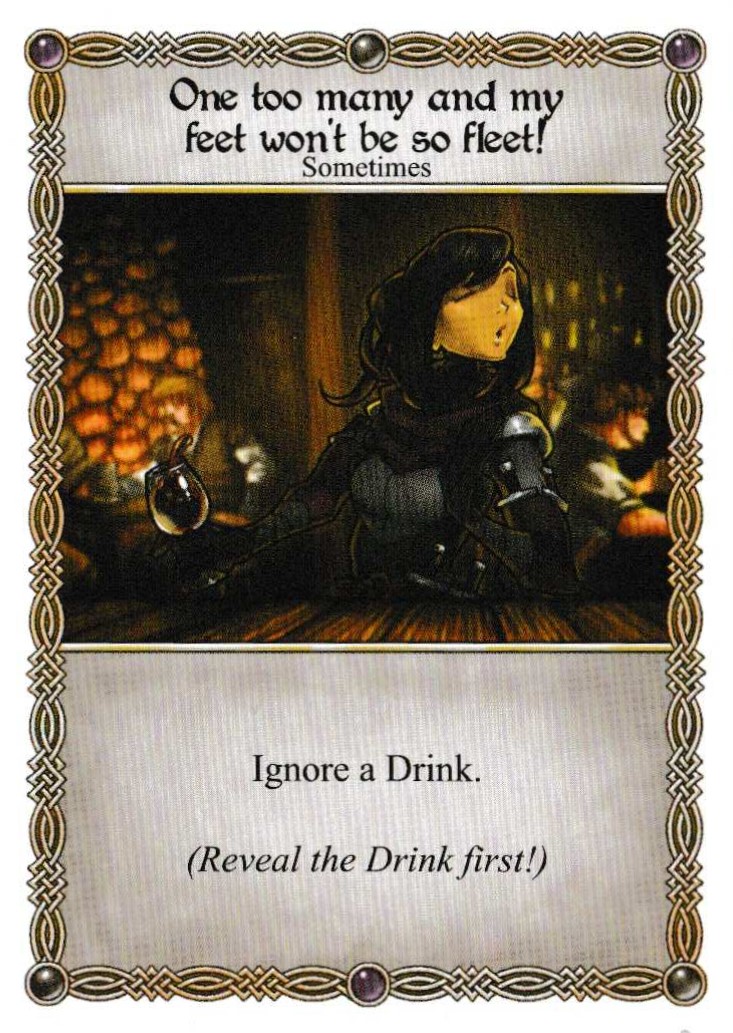 One too many and my
feet won't be so fleet!
Sometimes
Ignore a Drink.
(Reveal the Drink first!)